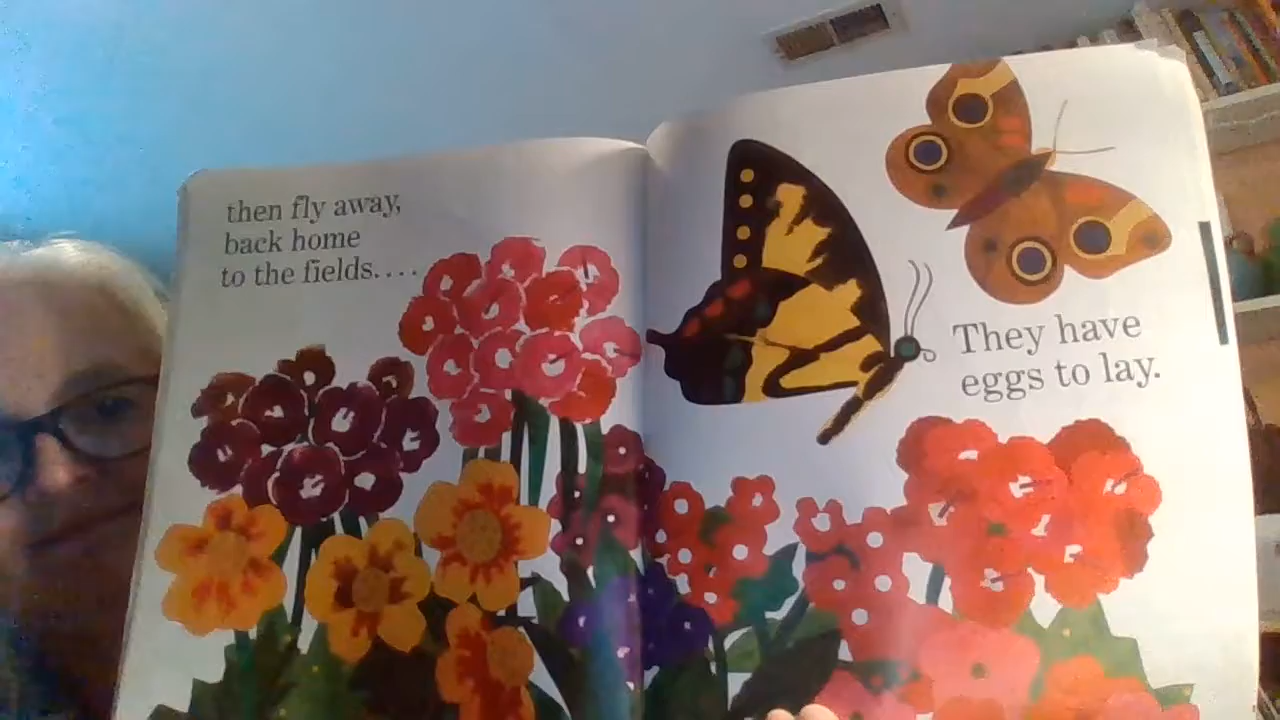 then fly away,
back home
to the fields....
They have
eggs to lay.